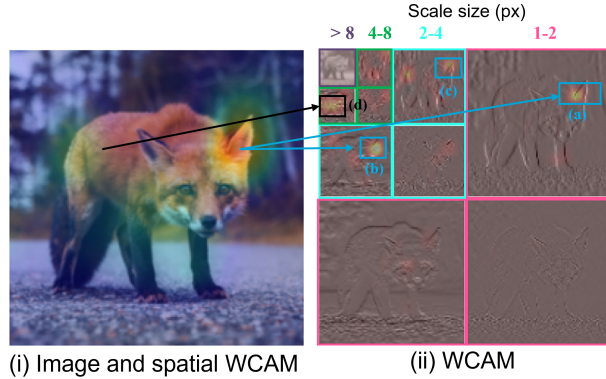 Scale size (px)
> 8 4-8 2-4 1-2
(c)
(d)
(a)
(b)
(i) Image and spatial WCAM
(ii) WCAM